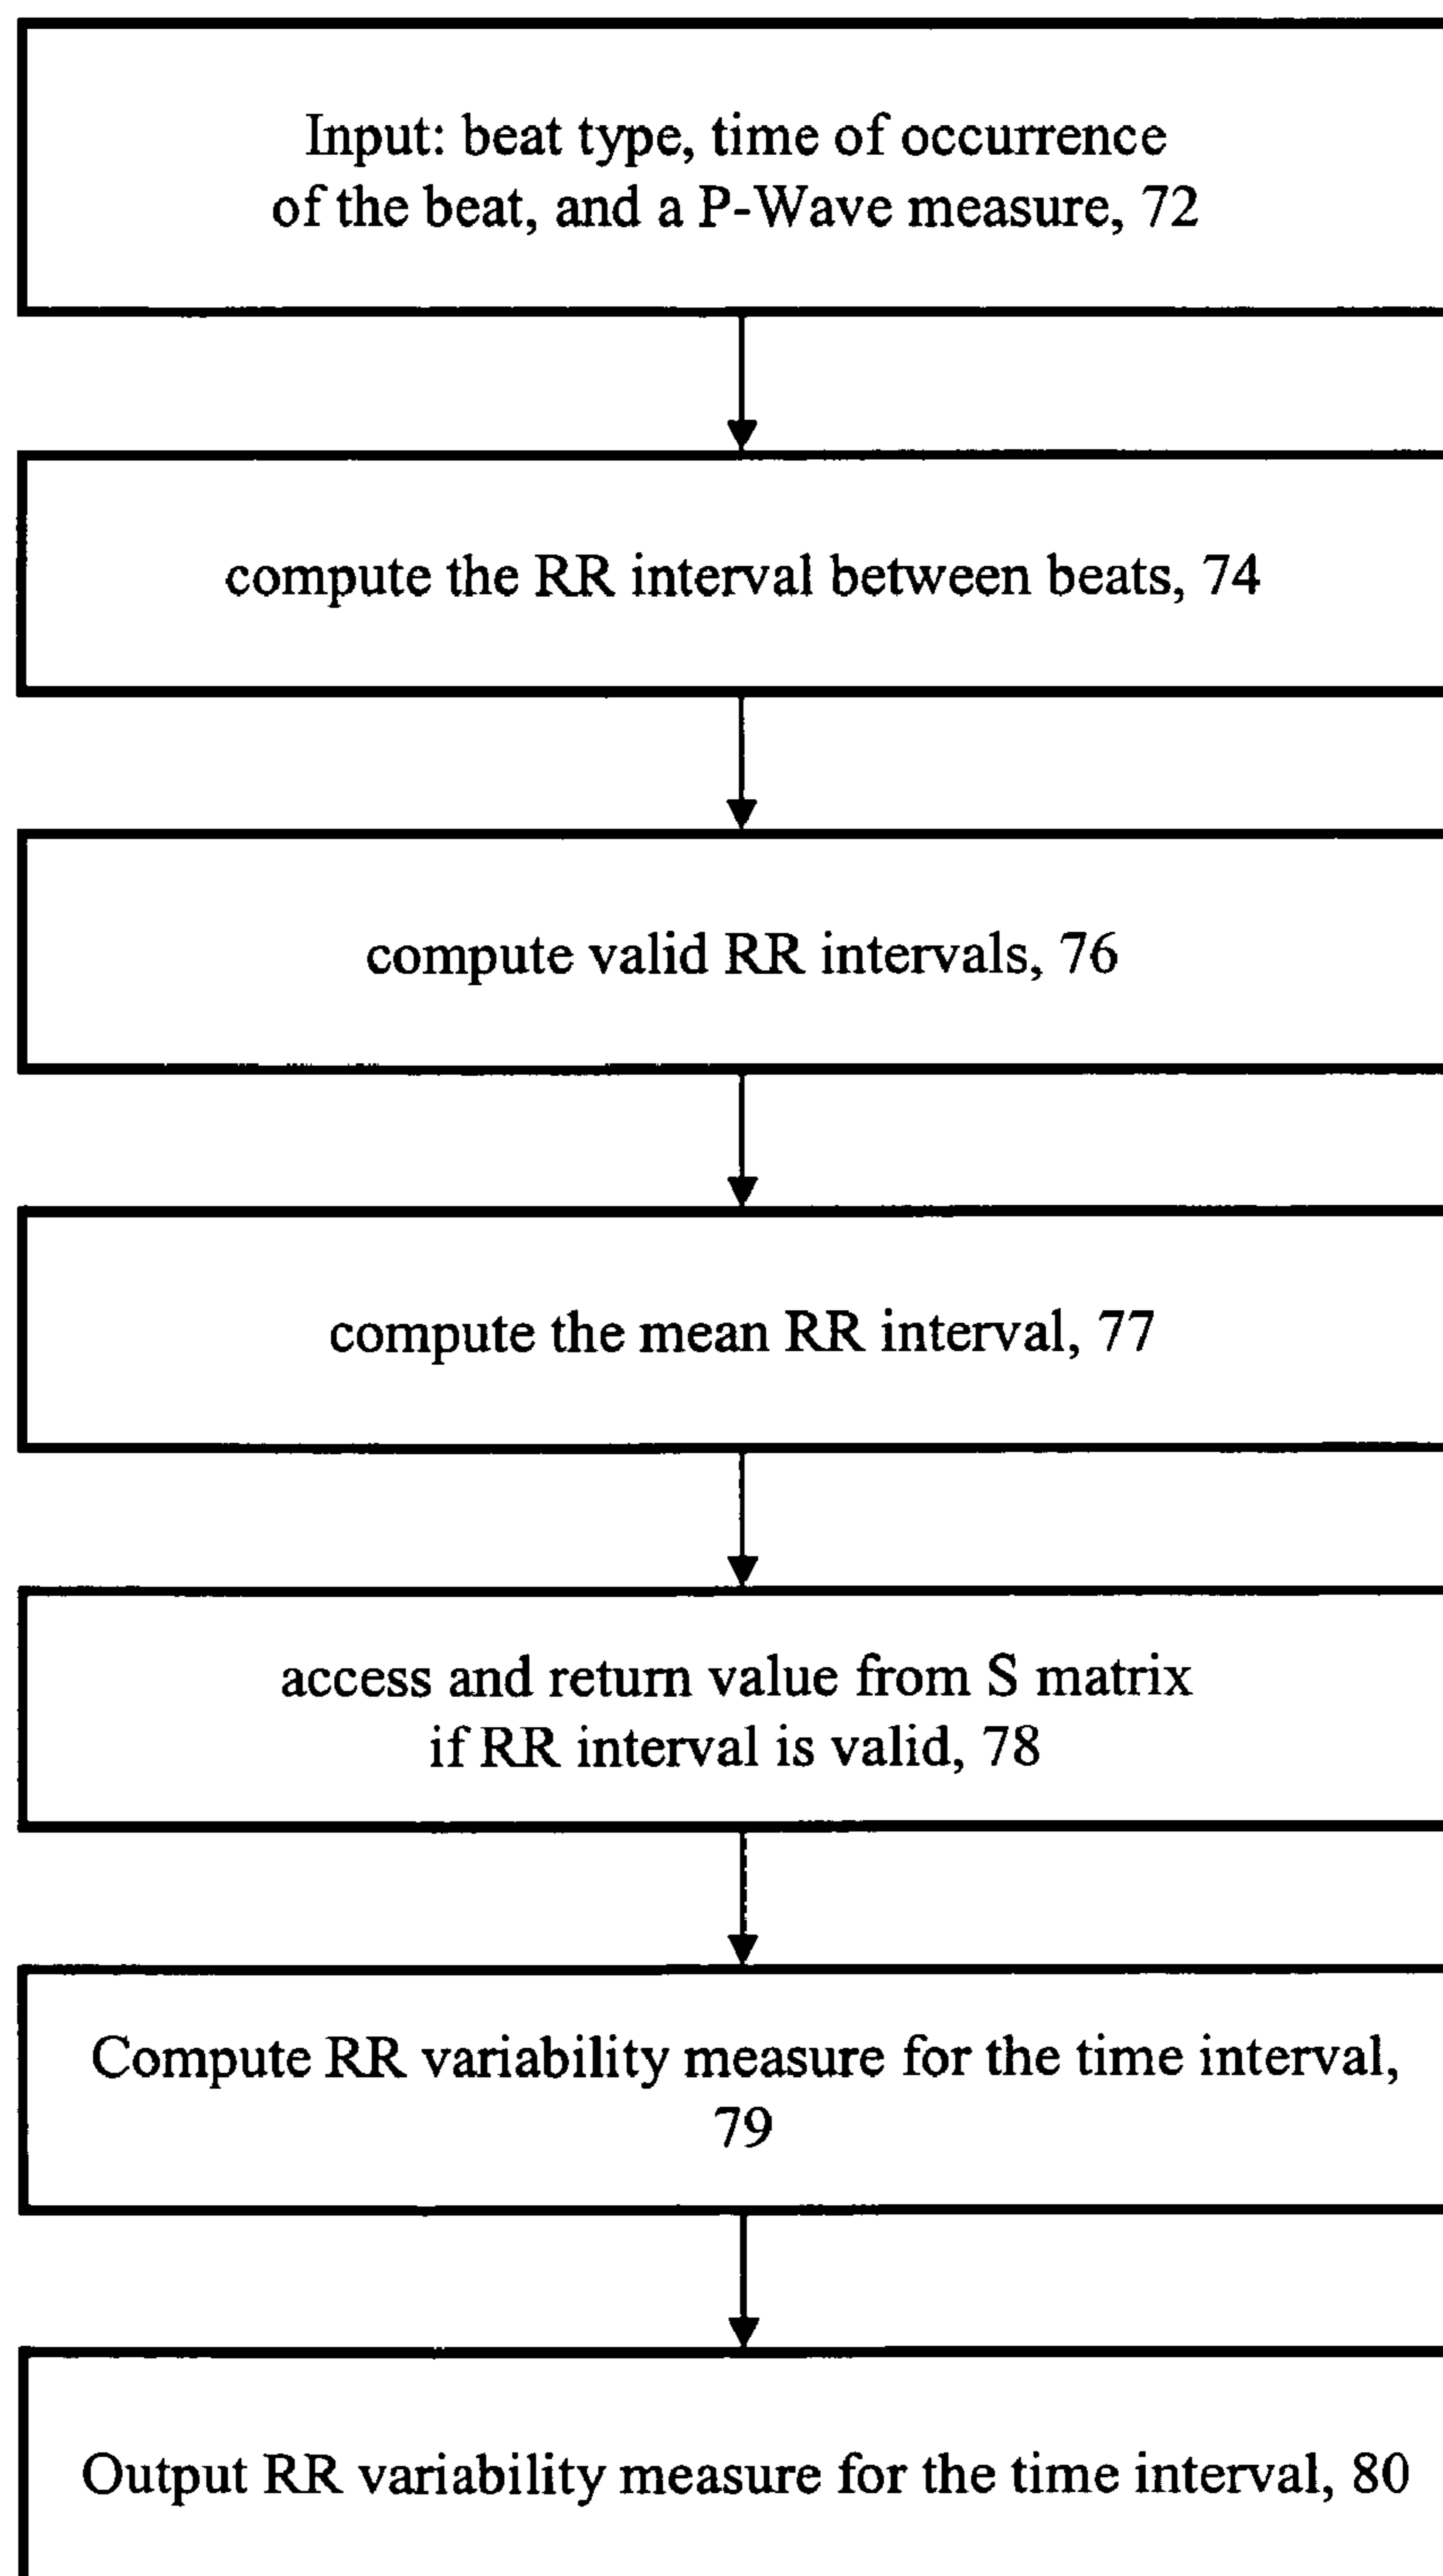 Input: beat type, time of occurrence
of the beat, and a P-Wave measure, 72
compute the RR interval between beats, 74
compute valid RR intervals, 76
compute the mean RR interval, 77
access and return value from S matrix
if RR interval is valid, 78
Compute RR variability measure for the time interval,
79
Output RR variability measure for the time interval, 80